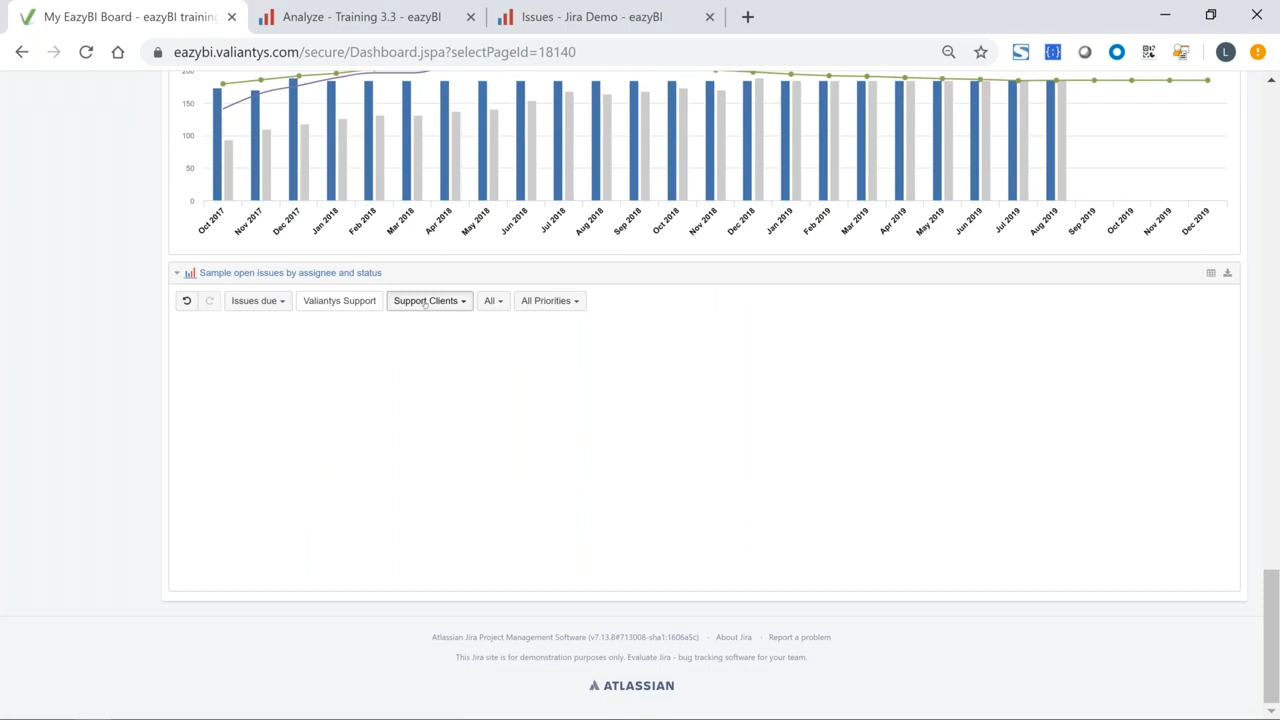 My EazyBI Board - eazyBI training
Analyze - Training 3.3 - eazyBI
Issues - Jira Demo - eazyBI
eazybi.valiantys.com/secure/Dashboard.jspa?selectPageId=18140
L
200
150
100
50
0
Oct 2017 Nov 2017 Dec 2017 Jan 2018 Feb 2018 Mar 2018 Apr 2018 May 2018 Jun 2018 Jul 2018 Aug 2018 Sep 2018 Oct 2018 Nov 2018 Dec 2018 Jan 2019 Feb 2019 Mar 2019 Apr 2019 May 2019 Jun 2019 Jul 2019 Aug 2019 Sep 2019 Oct 2019 Nov 2019 Dec 2019
Sample open issues by assignee and status
Issues due Valiantys Support Support Clients All All Priorities
Atlassian Jira Project Management Software (v7.13.8#713008-sha1:1606a5c) · About Jira · Report a problem
This Jira site is for demonstration purposes only. Evaluate Jira - bug tracking software for your team.
ATLASSIAN